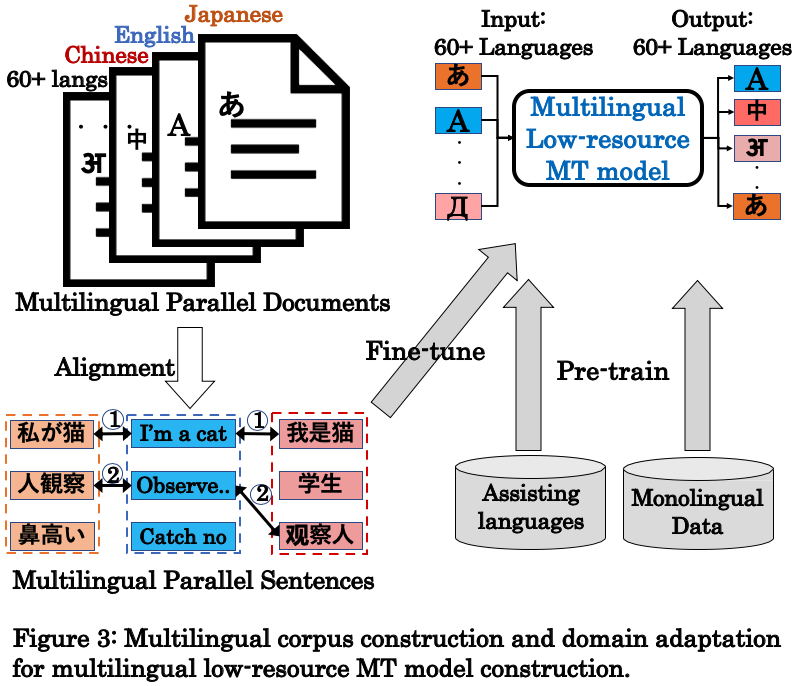 Japanese
English
Chinese
60+ langs
. . .
अ
中
A
あ
Multilingual Parallel Documents
Alignment
私が猫
1
I'm a cat
1
我是猫
人観察
2
Observe..
2
学生
鼻高い
Catch no
观察人
Multilingual Parallel Sentences
Input:
60+ Languages
あ
A
.
.
.
Д
Multilingual
Low-resource
MT model
Output:
60+ Languages
A
中
अ
.
.
あ
Fine-tune
Pre-train
Assisting
languages
Monolingual
Data
Figure 3: Multilingual corpus construction and domain adaptation
for multilingual low-resource MT model construction.